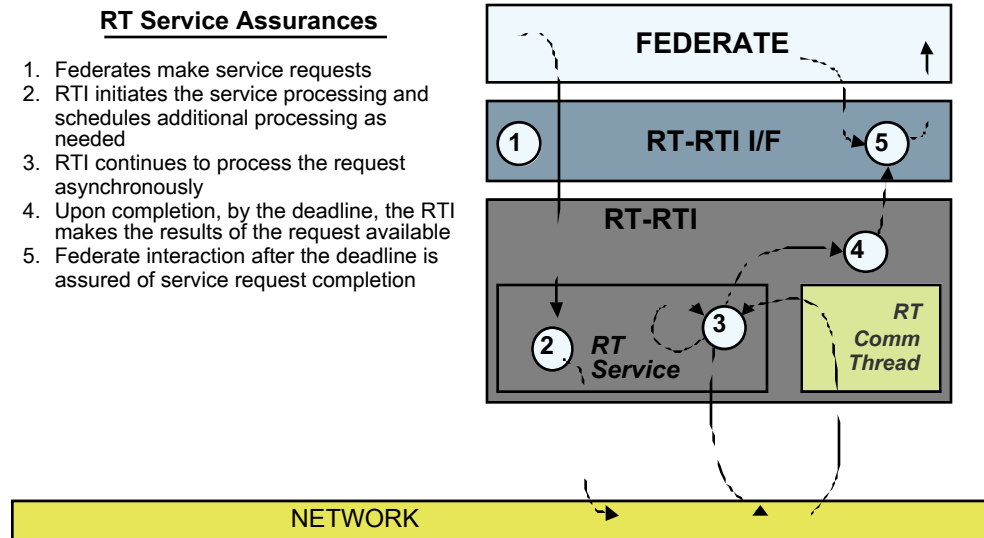 RT Service Assurances
1. Federates make service requests
2. RTI initiates the service processing and
schedules additional processing as
needed
3. RTI continues to process the request
asynchronously
4. Upon completion, by the deadline, the RTI
makes the results of the request available
5. Federate interaction after the deadline is
assured of service request completion
FEDERATE
1
RT-RTI I/F
5
RT-RTI
4
3
2
RT
Service
RT
Comm
Thread
NETWORK